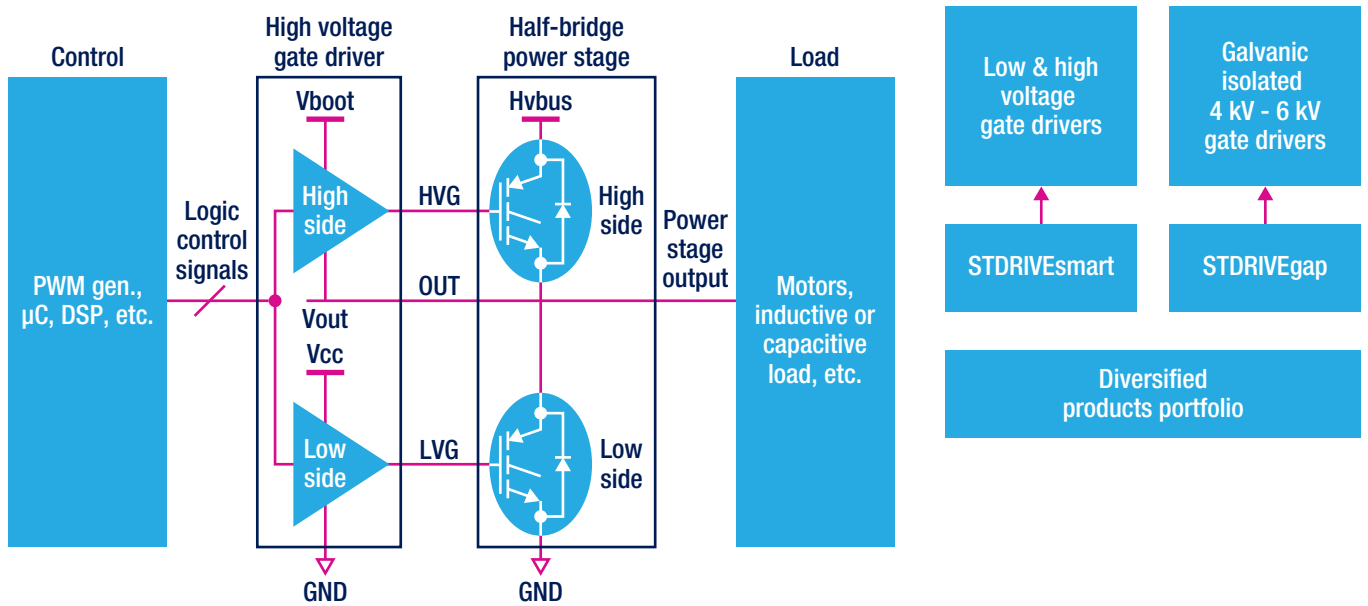 Control
PWM gen.,
µC, DSP, etc.
Logic
control
signals
High voltage
gate driver
Vboot
High
side
HVG
OUT
Vout
Vcc
Low
side
LVG
GND
Half-bridge
power stage
Hvbus
High
side
Low
side
GND
Power
stage
output
Load
Motors,
inductive or
capacitive
load, etc.
Low & high
voltage
gate drivers
Galvanic
isolated
4 kV - 6 kV
gate drivers
STDRIVEsmart
STDRIVEgap
Diversified
products portfolio